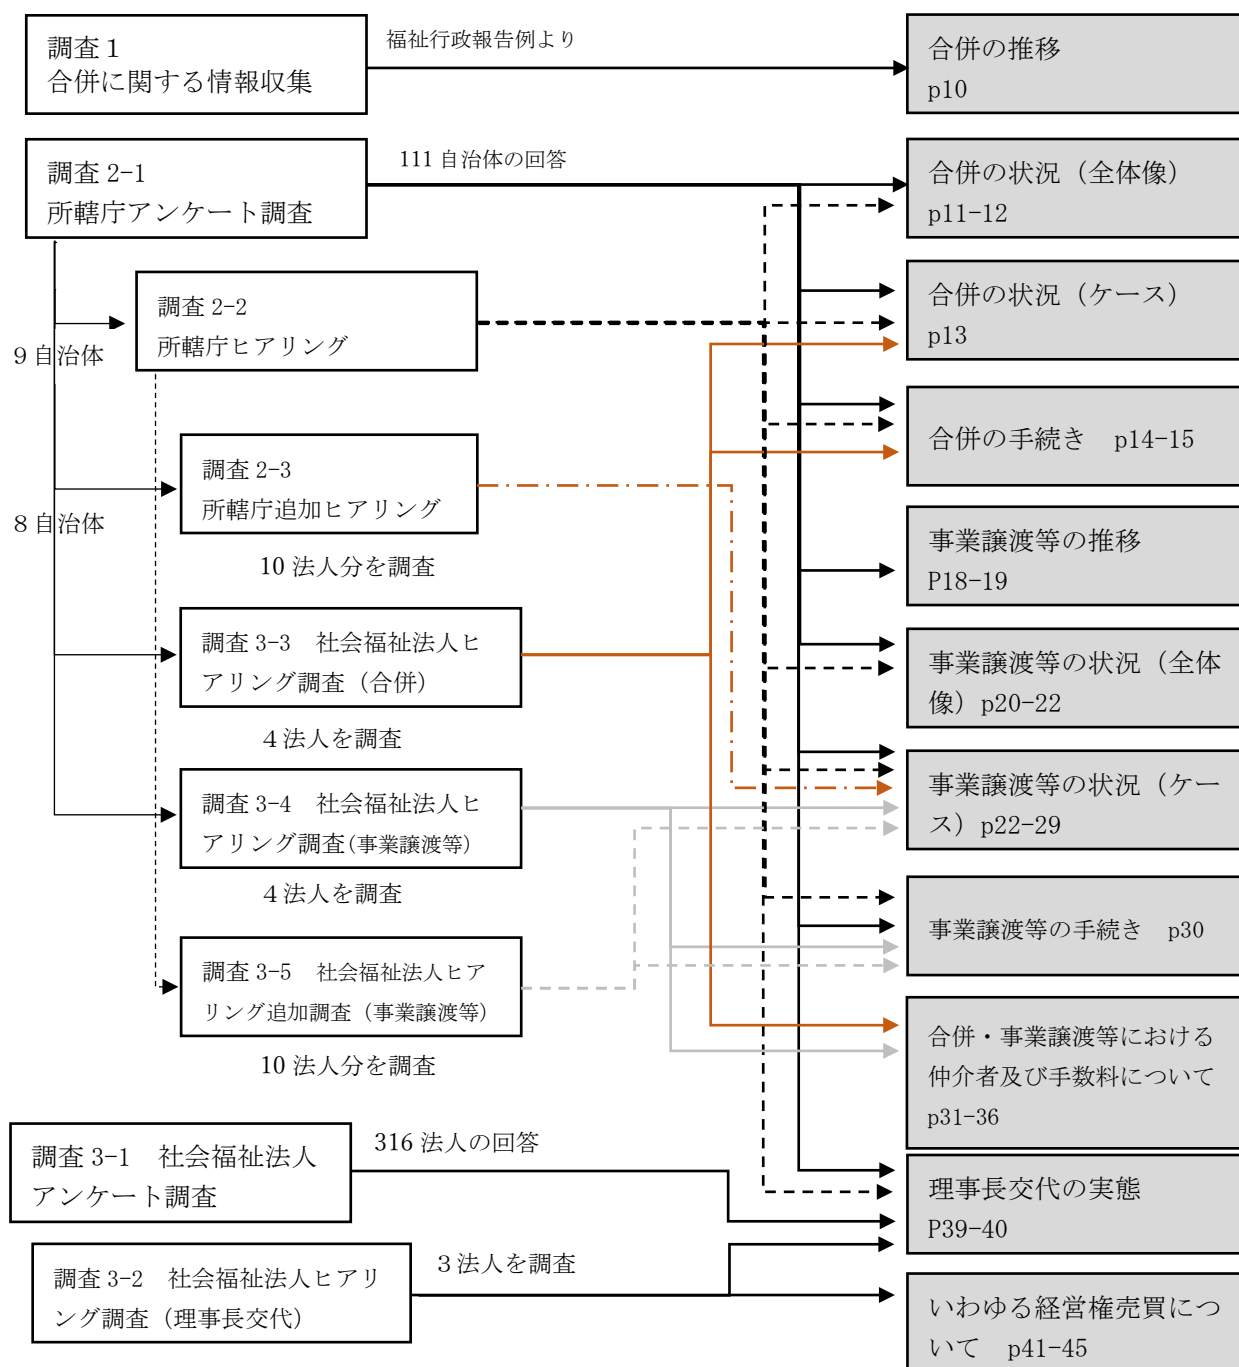 調査１
合併に関する情報収集
福祉行政報告例より
合併の推移
p10
調査 2-1
所轄庁アンケート調査
111 自治体の回答
合併の状況（全体像）
p11-12
調査 2-2
所轄庁ヒアリング
９自治体
合併の状況（ケース）
p13
調査 2-3
所轄庁追加ヒアリング
８自治体
10 法人分を調査
合併の手続き　p14-15
事業譲渡等の推移
P18-19
調査 3-3　社会福祉法人ヒ
アリング調査（合併）
４法人を調査
事業譲渡等の状況（全体
像）p20-22
調査 3-4　社会福祉法人ヒ
アリング調査(事業譲渡等)
４法人を調査
事業譲渡等の状況（ケー
ス）p22-29
調査 3-5　社会福祉法人ヒア
リング追加調査（事業譲渡等）
10 法人分を調査
事業譲渡等の手続き　p30
合併・事業譲渡等における
仲介者及び手数料について
p31-36
調査 3-1　社会福祉法人
アンケート調査
316 法人の回答
理事長交代の実態
P39-40
調査 3-2　社会福祉法人ヒアリ
ング調査（理事長交代）
３法人を調査
いわゆる経営権売買につ
いて　p41-45